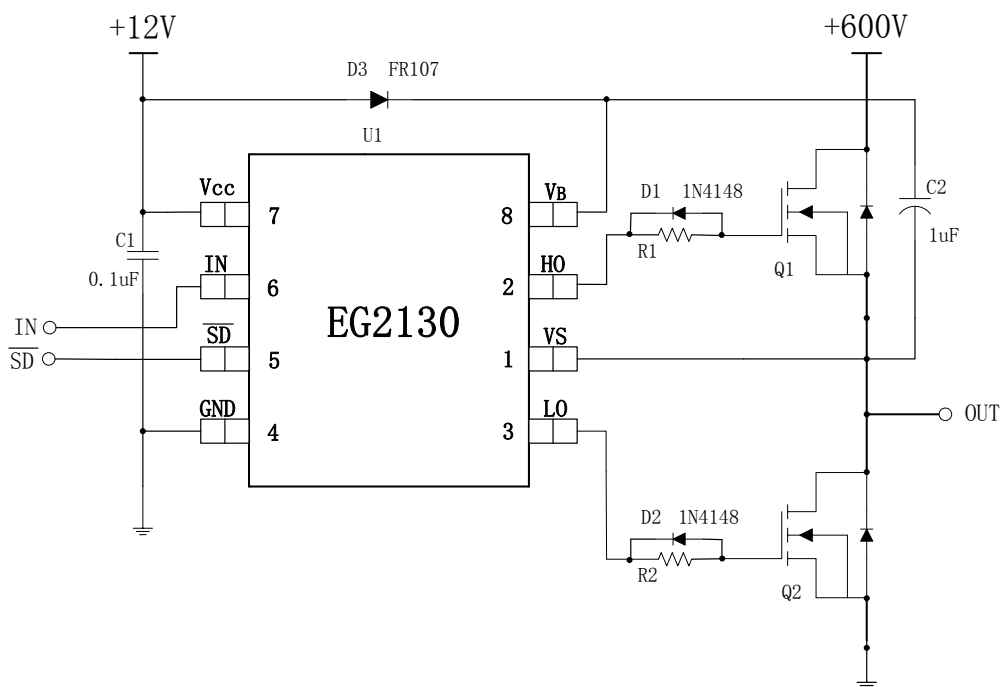 +12V
+600V
D3 FR107
U1
Vcc
7
C1
0.1uF
IN
6
IN
SD
SD
5
GND
4
EG2130
VB
8
HO
2
VS
1
LO
3
D1 1N4148
R1
Q1
C2
1uF
OUT
D2 1N4148
R2
Q2